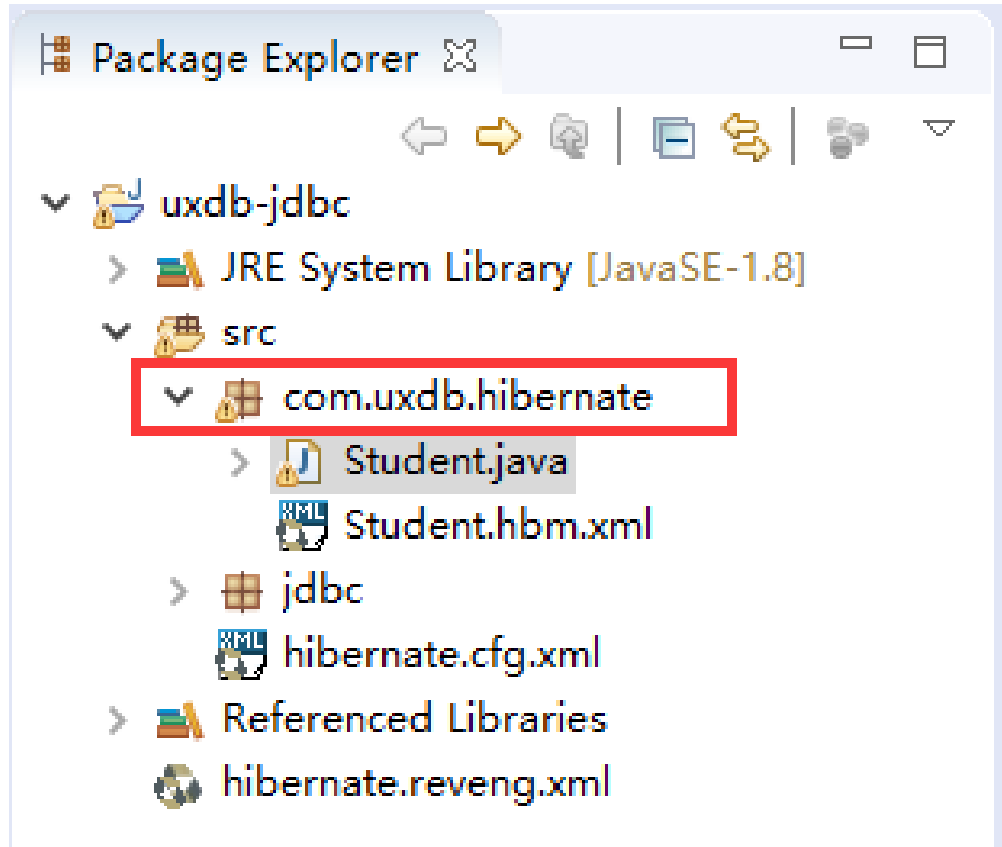 Package Explorer
uxdb-jdbc
JRE System Library [JavaSE-1.8]
src
com.uxdb.hibernate
Student.java
Student.hbm.xml
jdbc
hibernate.cfg.xml
Referenced Libraries
hibernate.reveng.xml